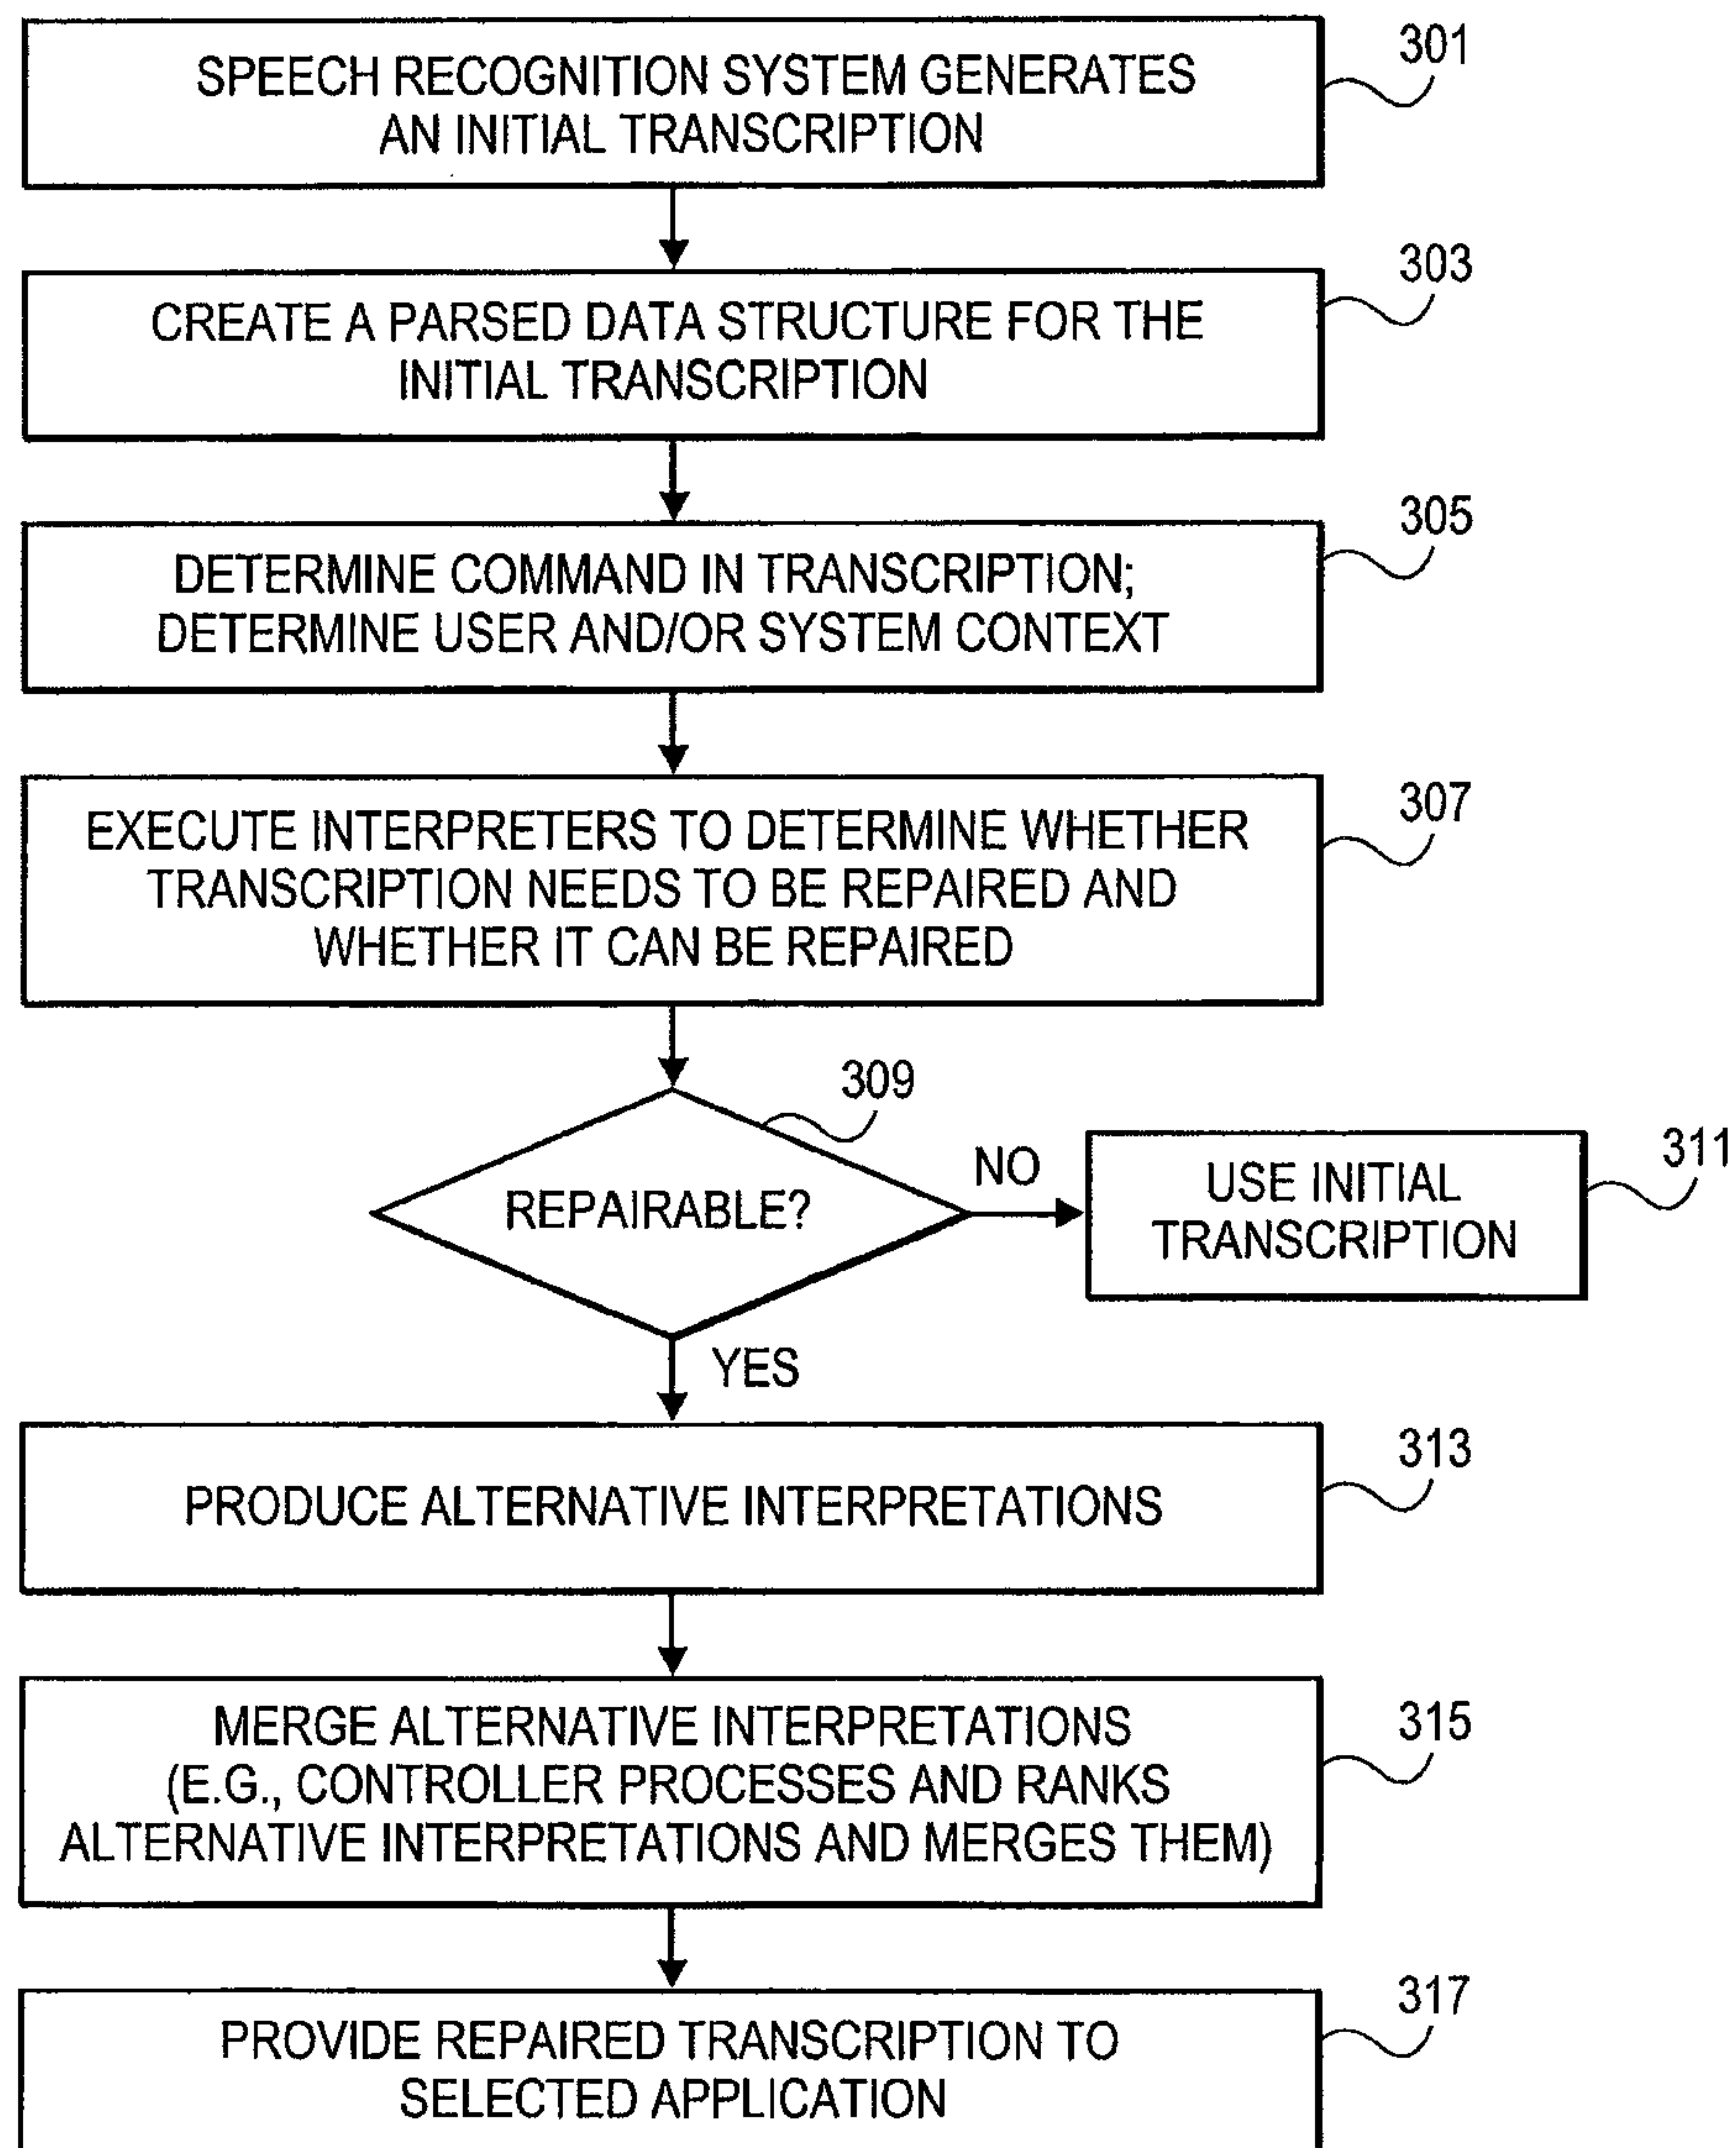 SPEECH RECOGNITION SYSTEM GENERATES
AN INITIAL TRANSCRIPTION
301
CREATE A PARSED DATA STRUCTURE FOR THE
INITIAL TRANSCRIPTION
303
DETERMINE COMMAND IN TRANSCRIPTION;
DETERMINE USER AND/OR SYSTEM CONTEXT
305
EXECUTE INTERPRETERS TO DETERMINE WHETHER
TRANSCRIPTION NEEDS TO BE REPAIRED AND
WHETHER IT CAN BE REPAIRED
307
REPAIRABLE?
309
NO
USE INITIAL
TRANSCRIPTION
311
YES
PRODUCE ALTERNATIVE INTERPRETATIONS
313
MERGE ALTERNATIVE INTERPRETATIONS
(E.G., CONTROLLER PROCESSES AND RANKS
ALTERNATIVE INTERPRETATIONS AND MERGES THEM)
315
PROVIDE REPAIRED TRANSCRIPTION TO
SELECTED APPLICATION
317